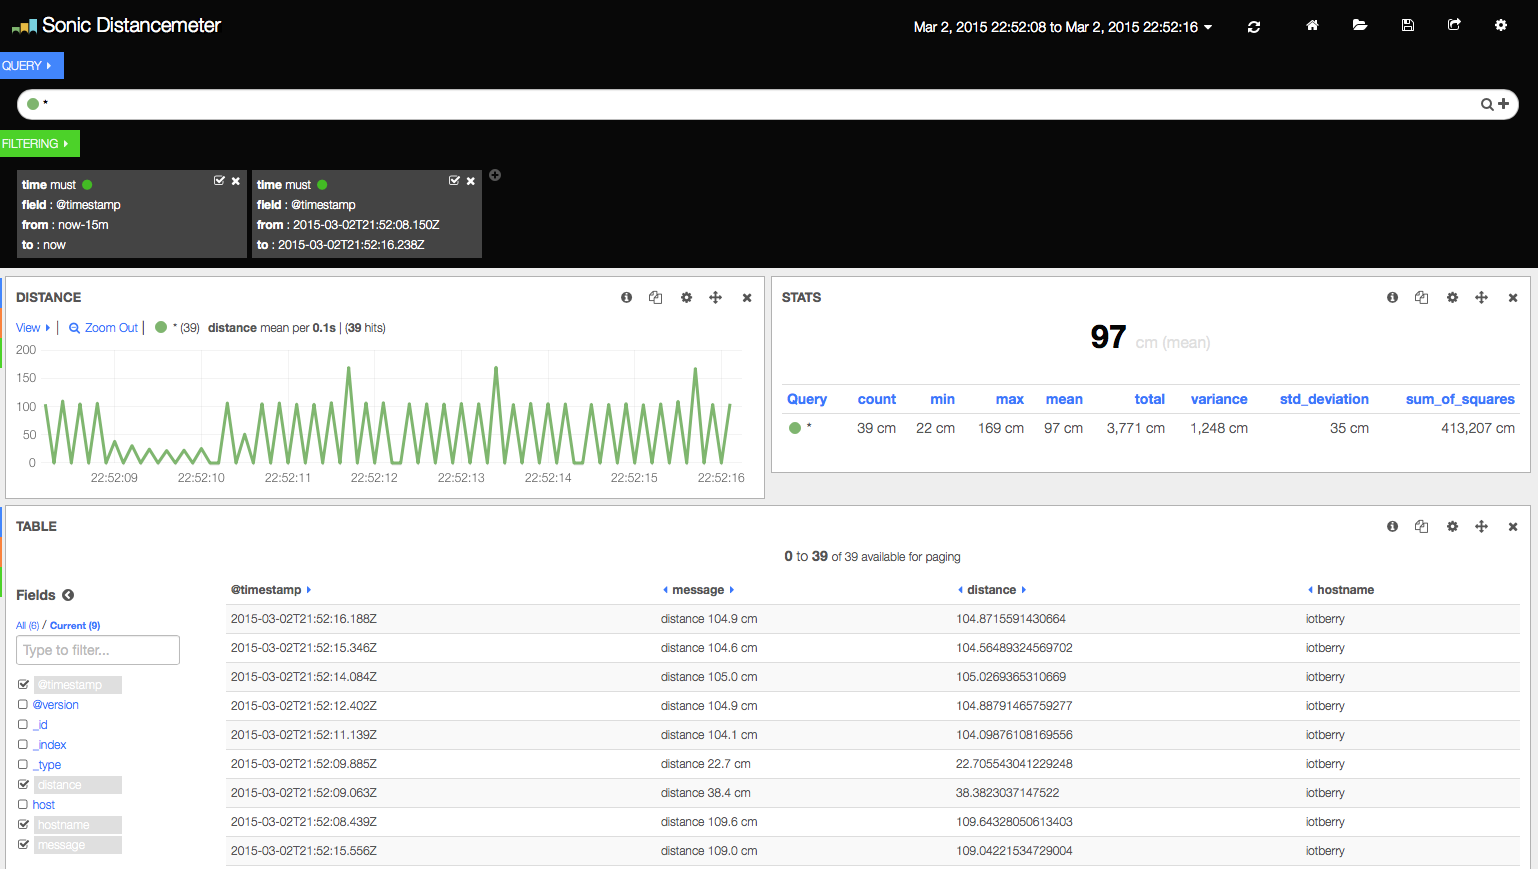 Sonic Distancemeter
Mar 2, 2015 22:52:08 to Mar 2, 2015 22:52:16
QUERY
*
FILTERING
time must
field : @timestamp
from : now-15m
to : now
time must
field : @timestamp
from : 2015-03-02T21:52:08.150Z
to : 2015-03-02T21:52:16.238Z
DISTANCE
View | Zoom Out | * (39) distance mean per 0.1s | (39 hits)
200
150
100
50
0
22:52:09 22:52:10 22:52:11 22:52:12 22:52:13 22:52:14 22:52:15 22:52:16
STATS
97 cm (mean)
Query count min max mean total variance std_deviation sum_of_squares
* 39 cm 22 cm 169 cm 97 cm 3,771 cm 1,248 cm 35 cm 413,207 cm
TABLE
0 to 39 of 39 available for paging
Fields
All (6) / Current (9)
Type to filter...
@timestamp
@version
_id
_index
_type
distance
host
hostname
message
@timestamp message distance hostname
2015-03-02T21:52:16.188Z distance 104.9 cm 104.8715591430664 iotberry
2015-03-02T21:52:15.346Z distance 104.6 cm 104.56489324569702 iotberry
2015-03-02T21:52:14.084Z distance 105.0 cm 105.0269365310669 iotberry
2015-03-02T21:52:12.402Z distance 104.9 cm 104.88791465759277 iotberry
2015-03-02T21:52:11.139Z distance 104.1 cm 104.09876108169556 iotberry
2015-03-02T21:52:09.885Z distance 22.7 cm 22.705543041229248 iotberry
2015-03-02T21:52:09.063Z distance 38.4 cm 38.3823037147522 iotberry
2015-03-02T21:52:08.439Z distance 109.6 cm 109.64328050613403 iotberry
2015-03-02T21:52:15.556Z distance 109.0 cm 109.04221534729004 iotberry